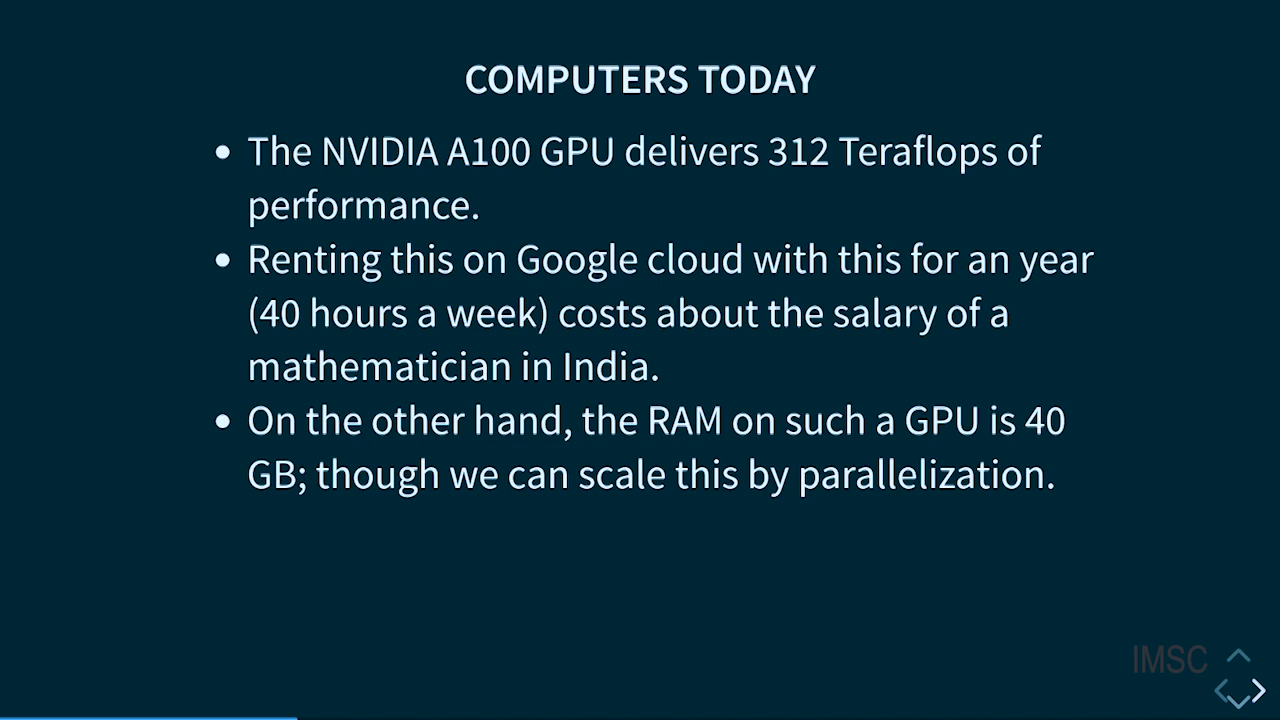 COMPUTERS TODAY
• The NVIDIA A100 GPU delivers 312 Teraflops of
performance.
• Renting this on Google cloud with this for an year
(40 hours a week) costs about the salary of a
mathematician in India.
• On the other hand, the RAM on such a GPU is 40
GB; though we can scale this by parallelization.
IMSC